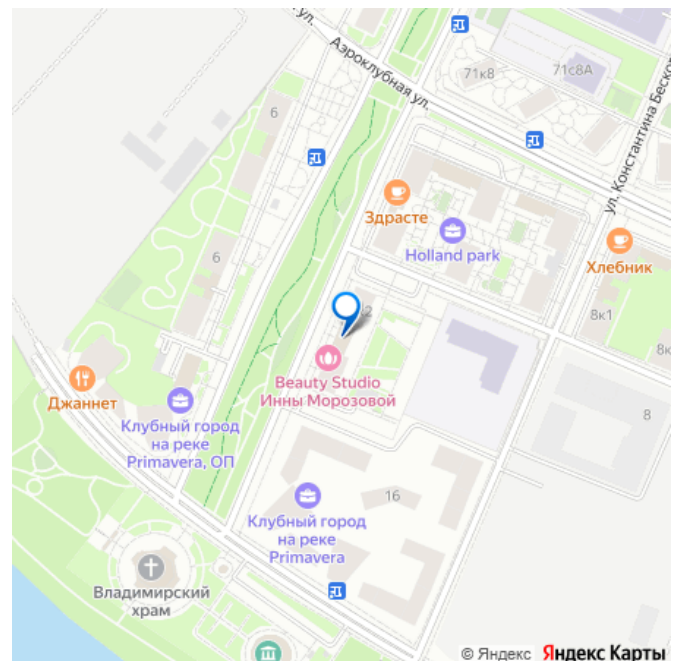 ул.
Аэроклубная ул.
71к8
71с8А
ул. Константина Беско
6
Здрасте
Holland park
Хлебник
6
8к1
8к
2
Beauty Studio
Инны Морозовой
Джаннет
Клубный город
на реке
Primavera, ОП
8
16
Клубный город
на реке
Primavera
Владимирский
храм
© Яндекс Яндекс Карты